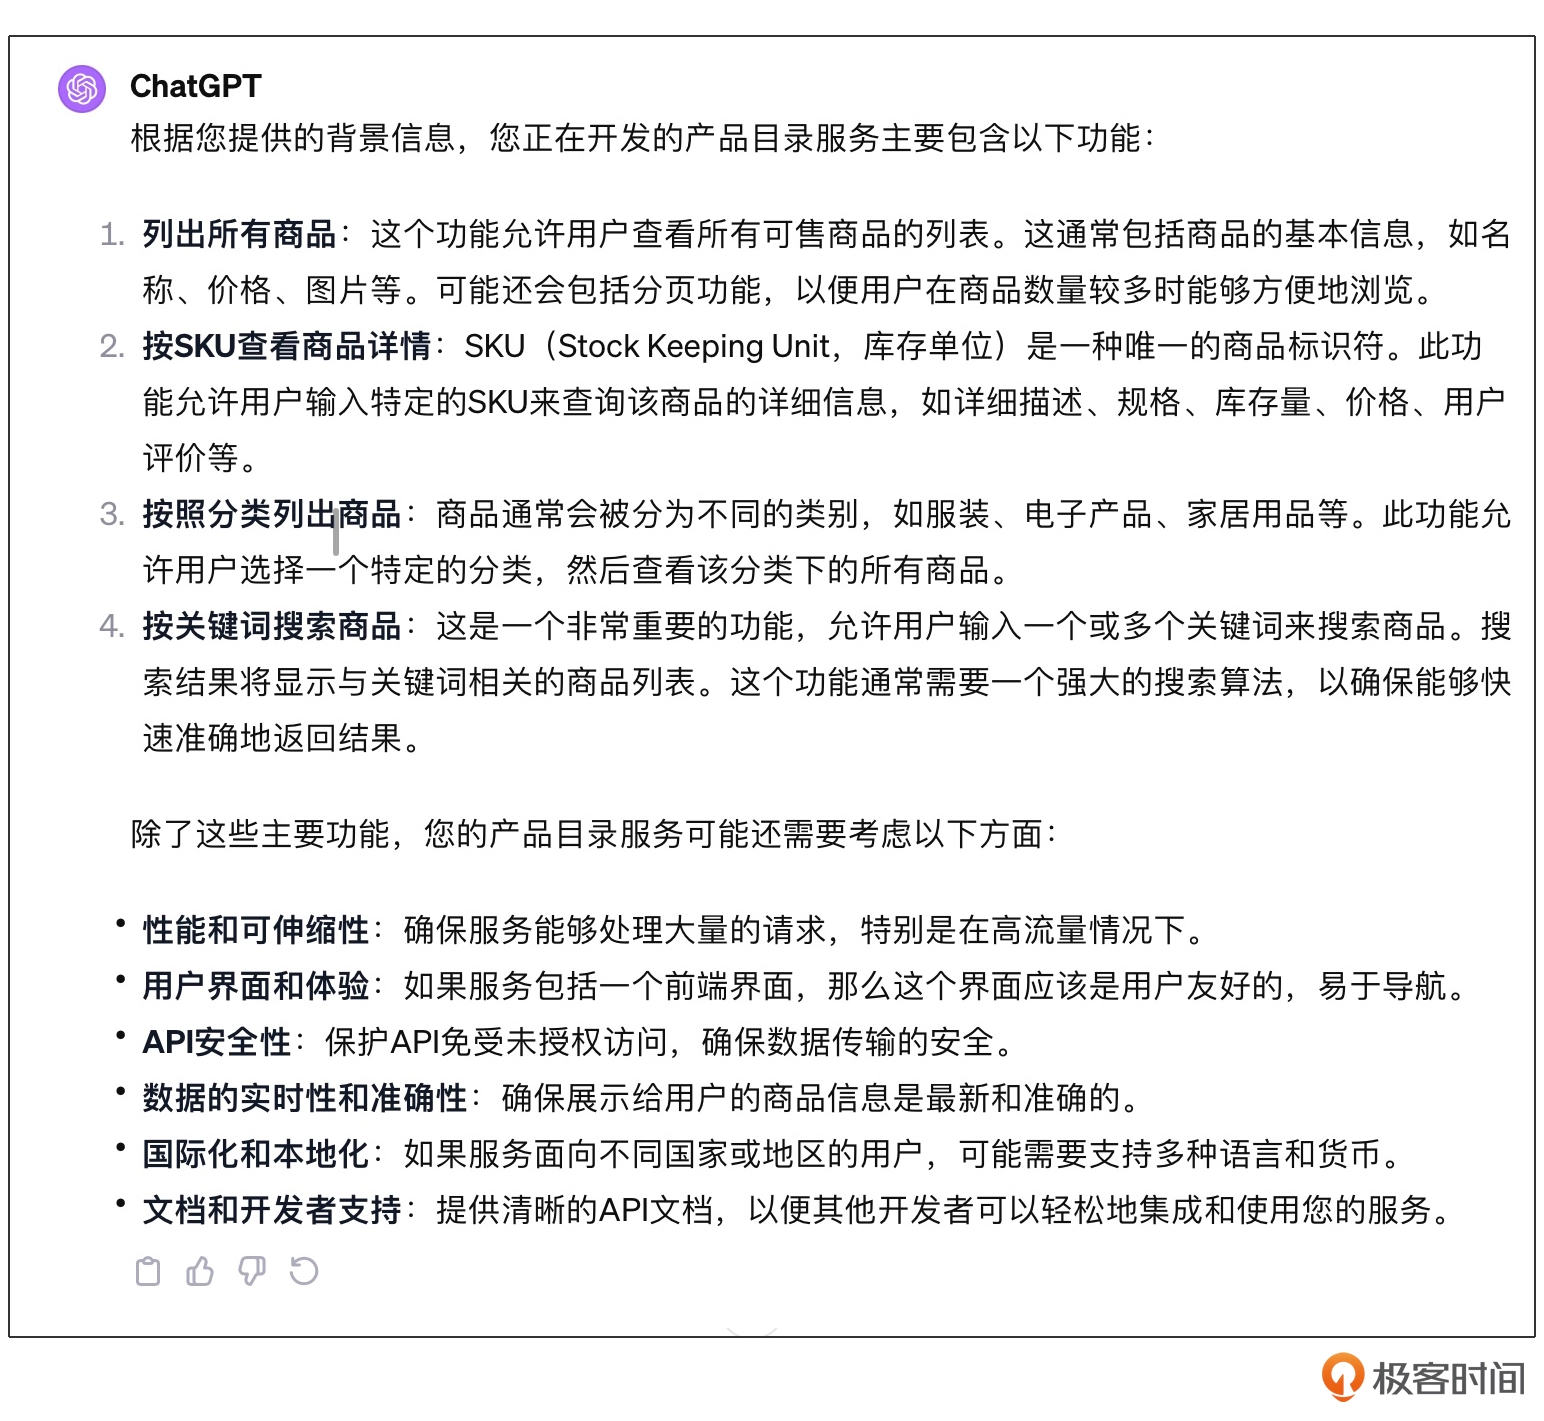 ChatGPT
根据您提供的背景信息，您正在开发的产品目录服务主要包含以下功能：
1. 列出所有商品：这个功能允许用户查看所有可售商品的列表。这通常包括商品的基本信息，如名
称、价格、图片等。可能还会包括分页功能，以便用户在商品数量较多时能够方便地浏览。
2. 按SKU查看商品详情：SKU（Stock Keeping Unit，库存单位）是一种唯一的商品标识符。此功
能允许用户输入特定的SKU来查询该商品的详细信息，如详细描述、规格、库存量、价格、用户
评价等。
3. 按照分类列出商品：商品通常会被分为不同的类别，如服装、电子产品、家居用品等。此功能允
许用户选择一个特定的分类，然后查看该分类下的所有商品。
4. 按关键词搜索商品：这是一个非常重要的功能，允许用户输入一个或多个关键词来搜索商品。搜
索结果将显示与关键词相关的商品列表。这个功能通常需要一个强大的搜索算法，以确保能够快
速准确地返回结果。
除了这些主要功能，您的产品目录服务可能还需要考虑以下方面：
• 性能和可伸缩性：确保服务能够处理大量的请求，特别是在高流量情况下。
• 用户界面和体验：如果服务包括一个前端界面，那么这个界面应该是用户友好的，易于导航。
• API安全性：保护API免受未授权访问，确保数据传输的安全。
• 数据的实时性和准确性：确保展示给用户的商品信息是最新和准确的。
• 国际化和本地化：如果服务面向不同国家或地区的用户，可能需要支持多种语言和货币。
• 文档和开发者支持：提供清晰的API文档，以便其他开发者可以轻松地集成和使用您的服务。
极客时间